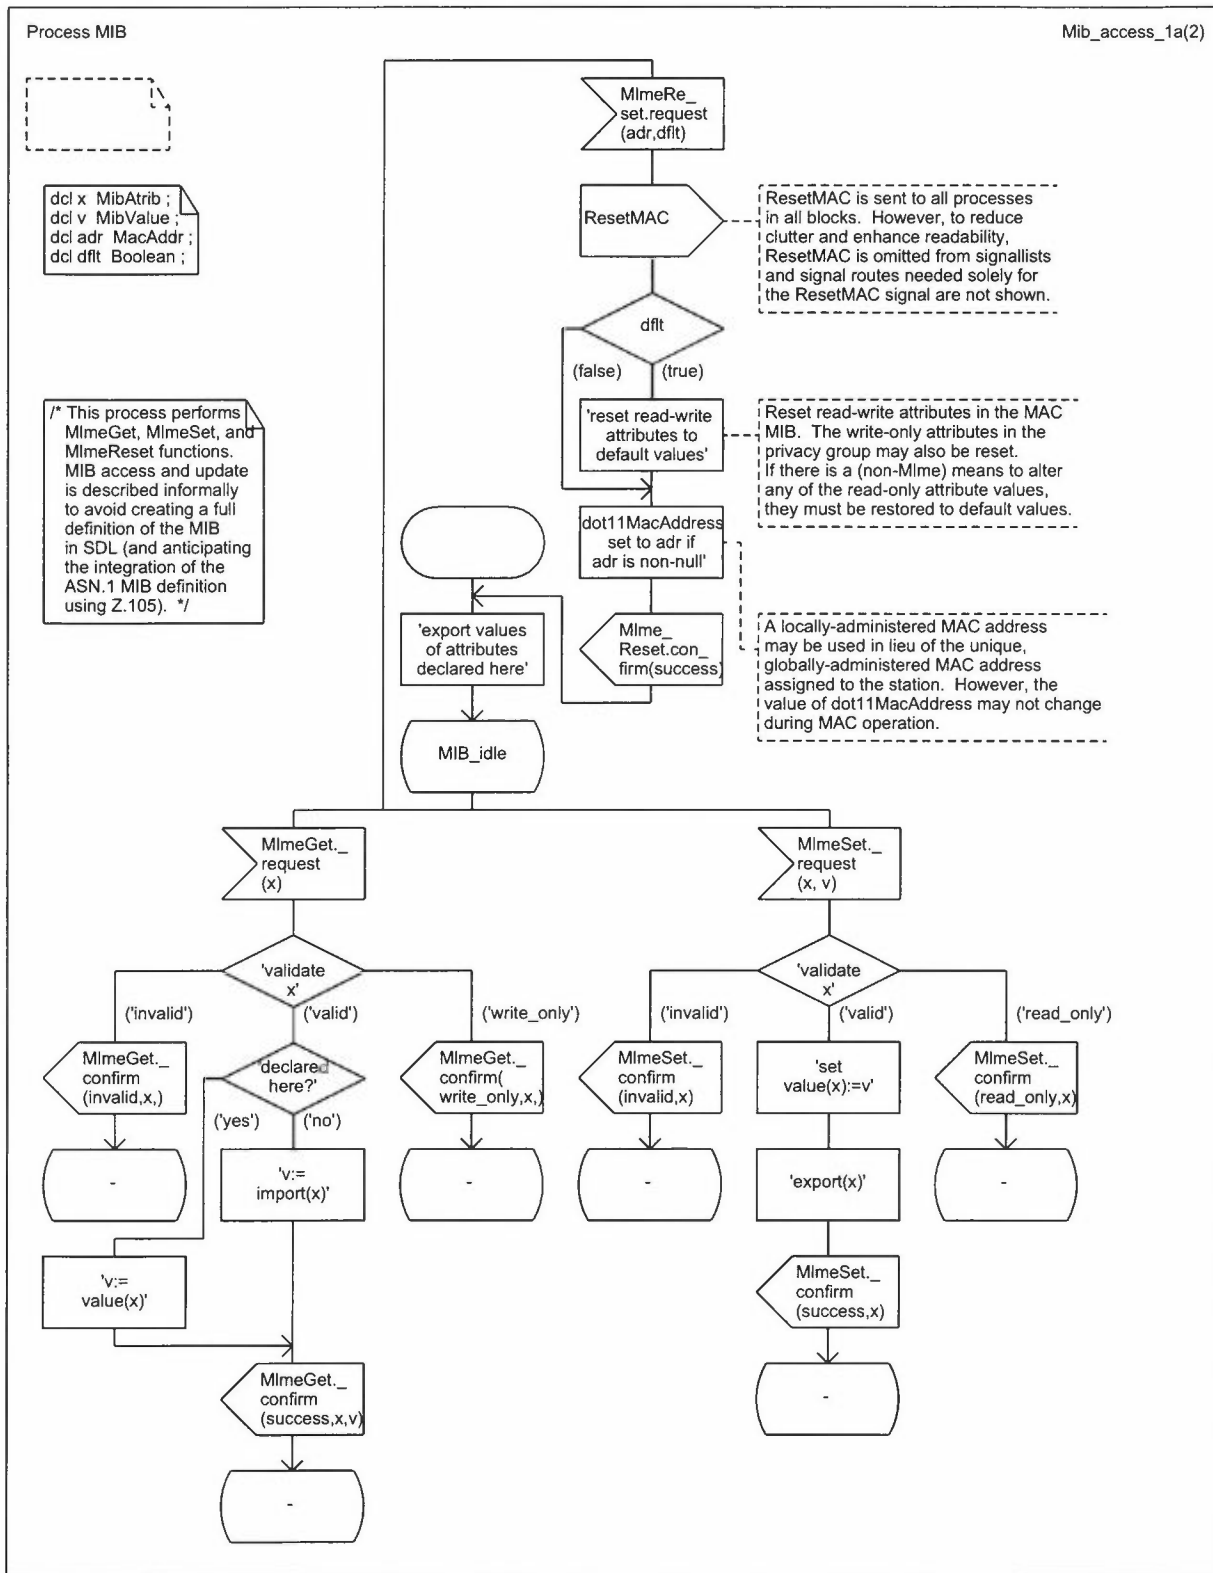 Process MIB
Mib_access_1a(2)
MlmeRe_
set.request
(adr,dflt)
dcl x MibAtrib ;
dcl v MibValue ;
dcl adr MacAddr ;
dcl dflt Boolean ;
ResetMAC
ResetMAC is sent to all processes
in all blocks. However, to reduce
clutter and enhance readability,
ResetMAC is omitted from signallists
and signal routes needed solely for
the ResetMAC signal are not shown.
dflt
(false)
(true)
/* This process performs
MlmeGet, MlmeSet, and
MlmeReset functions.
MIB access and update
is described informally
to avoid creating a full
definition of the MIB
in SDL (and anticipating
the integration of the
ASN.1 MIB definition
using Z.105). */
'reset read-write
attributes to
default values'
Reset read-write attributes in the MAC
MIB. The write-only attributes in the
privacy group may also be reset.
If there is a (non-Mlme) means to alter
any of the read-only attribute values,
they must be restored to default values.
dot11MacAddress
set to adr if
adr is non-null'
'export values
of attributes
declared here'
Mlme_
Reset.con_
firm(success)
A locally-administered MAC address
may be used in lieu of the unique,
globally-administered MAC address
assigned to the station. However, the
value of dot11MacAddress may not change
during MAC operation.
MIB_idle
MlmeGet._
request
(x)
MlmeSet._
request
(x, v)
'validate
x'
'validate
x'
('invalid')
('valid')
('write_only')
('invalid')
('valid')
('read_only')
MlmeGet._
confirm
(invalid,x,)
'declared
here?'
MlmeGet._
confirm(
write_only,x,)
MlmeSet._
confirm
(invalid,x)
'set
value(x):=v'
MlmeSet._
confirm
(read_only,x)
('yes')
('no')
-
'v:=
import(x)'
-
-
'export(x)'
-
'v:=
value(x)'
MlmeSet._
confirm
(success,x)
MlmeGet._
confirm
(success,x,v)
-
-